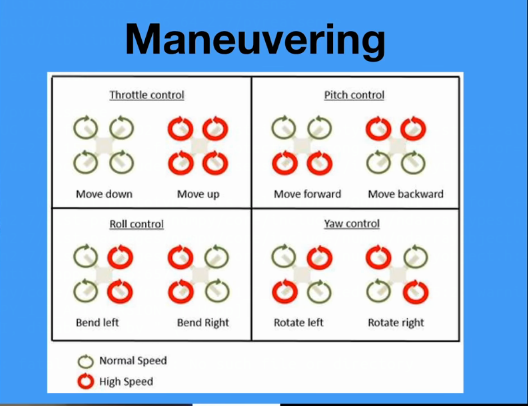 Maneuvering
Throttle control
Move down
Move up
Pitch control
Move forward
Move backward
Roll control
Bend left
Bend Right
Yaw control
Rotate left
Rotate right
Normal Speed
High Speed